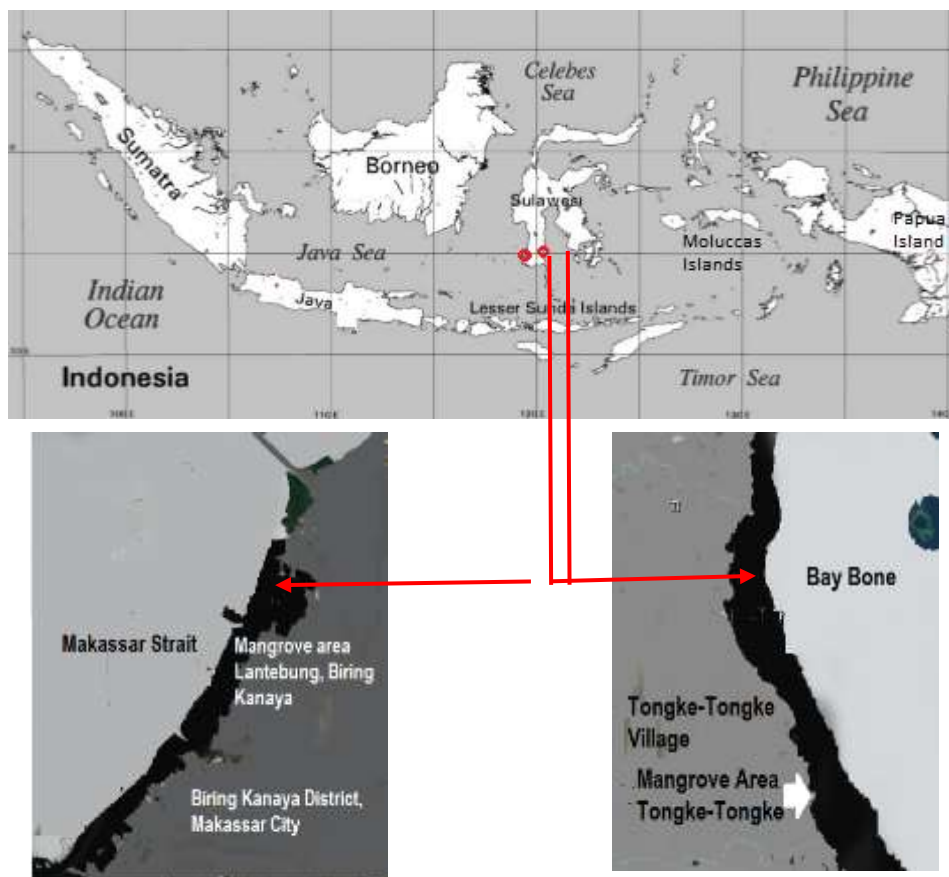 Celebes
Sea
Philippine
Sea
Sumatra
Borneo
Sulawesi
Papua
Island
Moluccas
Islands
Java Sea
Indian
Ocean
Java
Lesser Sunda Islands
Indonesia
Timor Sea
110E
Makassar Strait
Mangrove area
Lantebung, Biring
Kanaya
Biring Kanaya District,
Makassar City
Bay Bone
Tongke-Tongke
Village
Mangrove Area
Tongke-Tongke